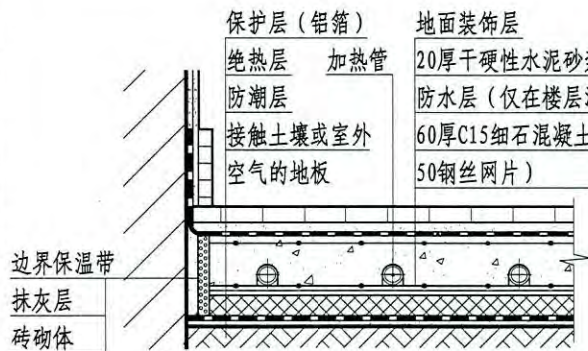 保护层（铝箔）
绝热层 加热管
防潮层
接触土壤或室外
空气的地板
地面装饰层
20厚干硬性水泥砂
防水层（仅在楼层
60厚C15细石混凝土
50钢丝网片）
边界保温带
抹灰层
砖砌体